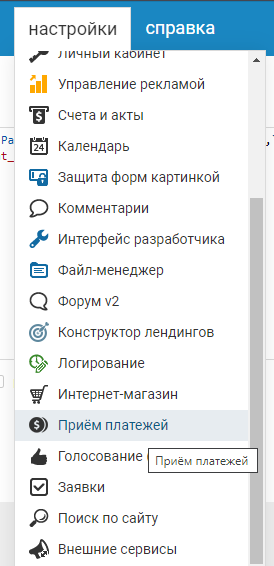 настройки справка
Личный кабинет
Управление рекламой
Счета и акты
24 Календарь
Защита форм картинкой
Комментарии
Интерфейс разработчика
Файл-менеджер
Форум v2
Конструктор лендингов
Логирование
Интернет-магазин
Приём платежей
Голосование
Приём платежей
Заявки
Поиск по сайту
Внешние сервисы